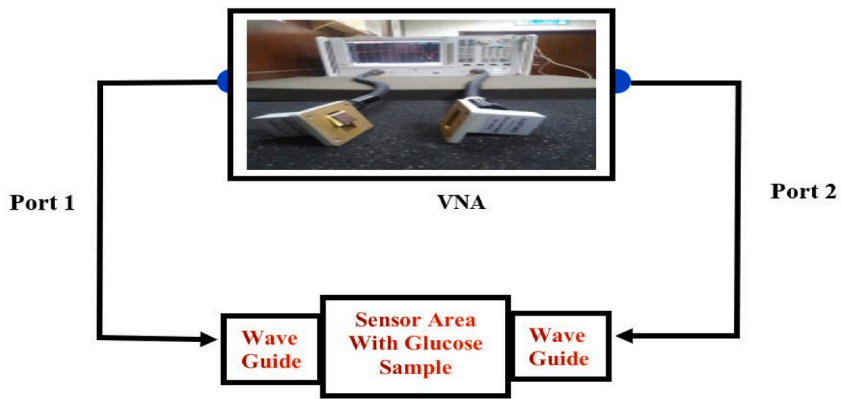 VNA
Port 1
Port 2
Wave
Guide
Sensor Area
With Glucose
Sample
Wave
Guide